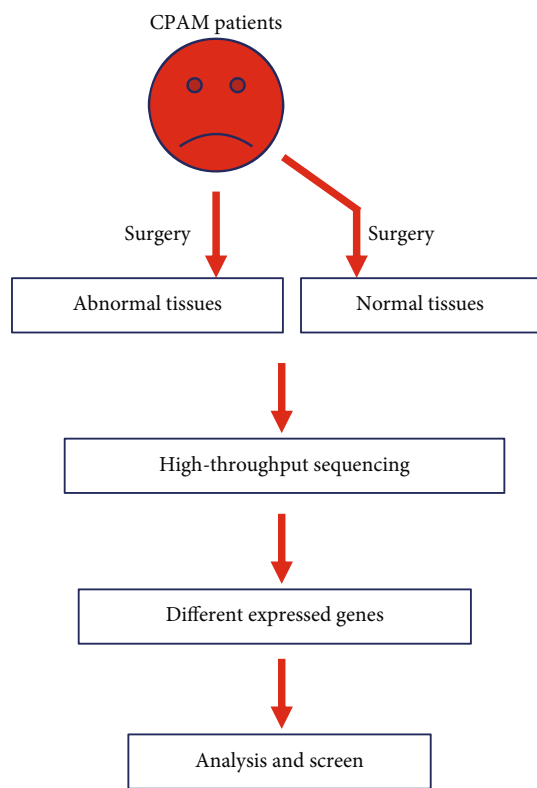 CPAM patients
Surgery
Surgery
Abnormal tissues
Normal tissues
High-throughput sequencing
Different expressed genes
Analysis and screen